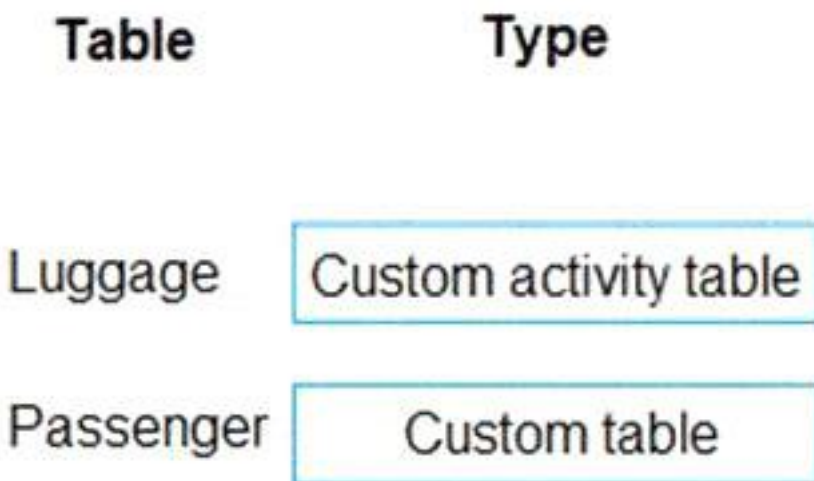 Table Type
Luggage Custom activity table
Passenger Custom table